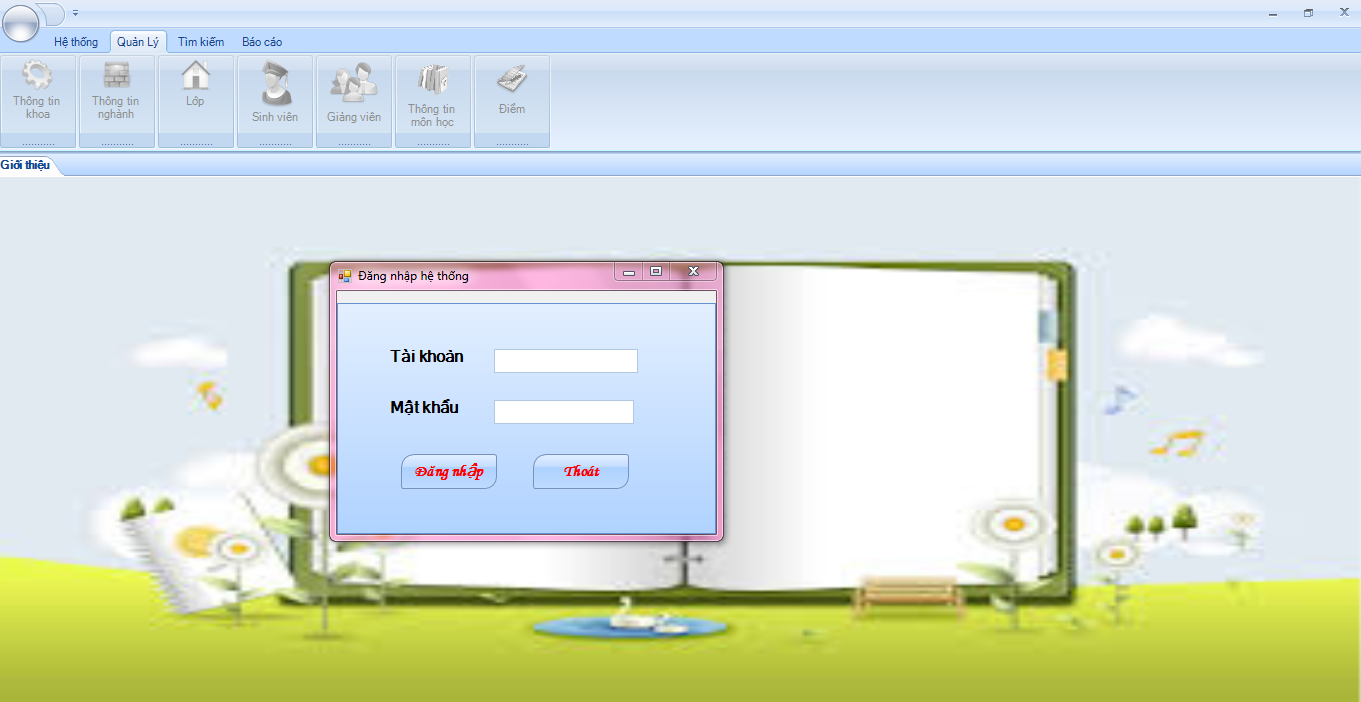 Hệ thống
Quản Lý
Tìm kiếm
Báo cáo
Thông tin
khoa
Thông tin
nghành
Lớp
Sinh viên
Giảng viên
Thông tin
môn học
Điểm
...........
...........
...........
...........
...........
...........
...........
Giới thiệu
Đăng nhập hệ thống
Tài khoản
Mật khẩu
Đăng nhập
Thoát